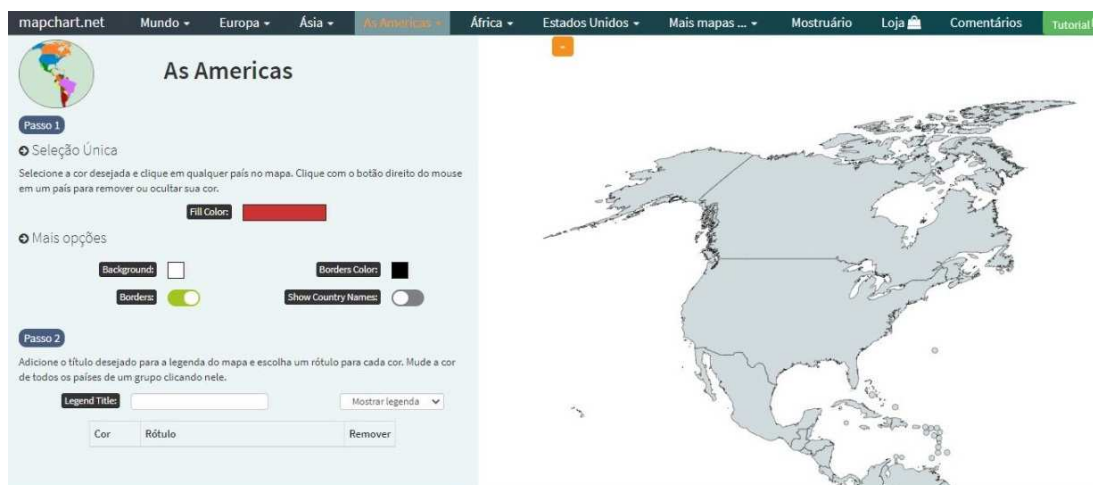 mapchart.net Mundo Europa Ásia As Americas África Estados Unidos Mais mapas ... Mostruário Loja Comentários Tutorial
As Americas
Passo 1
Seleção Única
Selecione a cor desejada e clique em qualquer país no mapa. Clique com o botão direito do mouse
em um país para remover ou ocultar sua cor.
Fill Color:
Mais opções
Background: Borders Color:
Borders: Show Country Names:
Passo 2
Adicione o título desejado para a legenda do mapa e escolha um rótulo para cada cor. Mude a cor
de todos os países de um grupo clicando nele.
Legend Title: Mostrar legenda
Cor Rótulo Remover